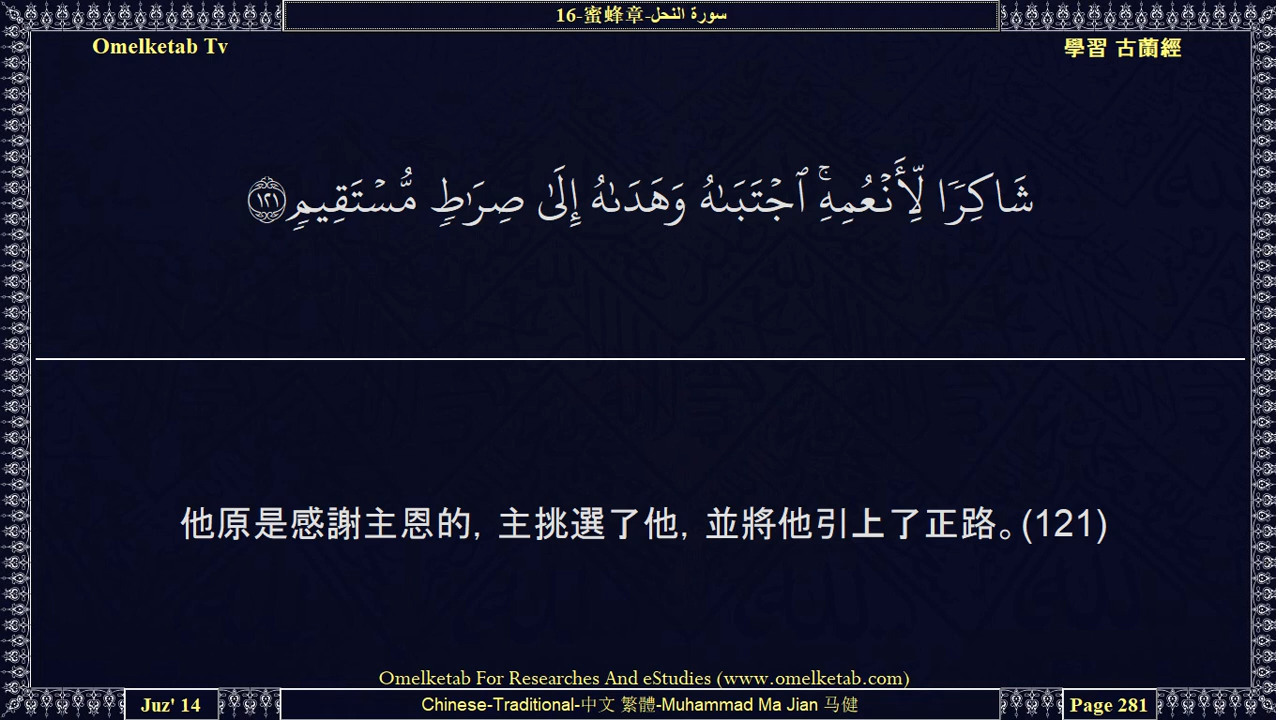 16-蜜蜂章-سورة النحل
Omelketab Tv
學習 古蘭經
شَاكِرٗا لِّأَنۡعُمِهِۚ ٱجۡتَبَىٰهُ وَهَدَىٰهُ إِلَىٰ صِرَٰطٖ مُّسۡتَقِيمٖ ١٢١
他原是感謝主恩的，主挑選了他，並將他引上了正路。(121)
Omelketab For Researches And eStudies (www.omelketab.com)
Juz' 14
Chinese-Traditional-中文 繁體-Muhammad Ma Jian 马健
Page 281